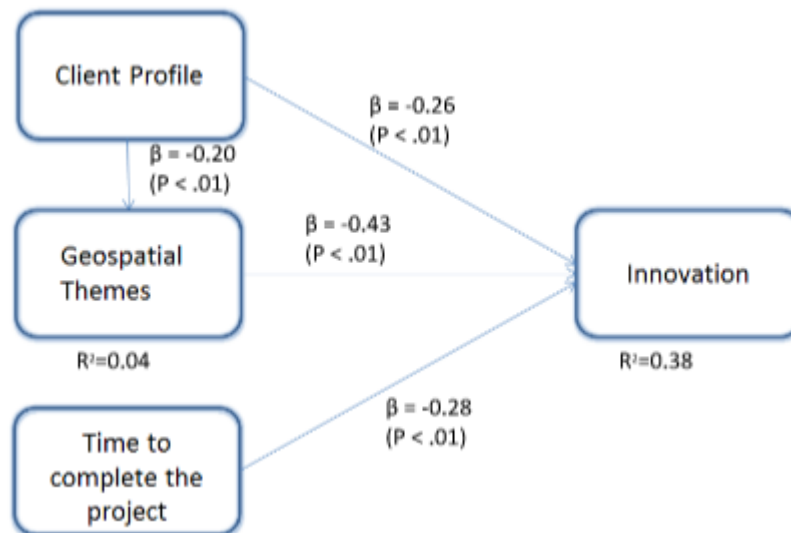 Client Profile
β = -0.26
(P < .01)
β = -0.20
(P < .01)
Geospatial
Themes
β = -0.43
(P < .01)
Innovation
R²=0.04
R²=0.38
β = -0.28
(P < .01)
Time to
complete the
project